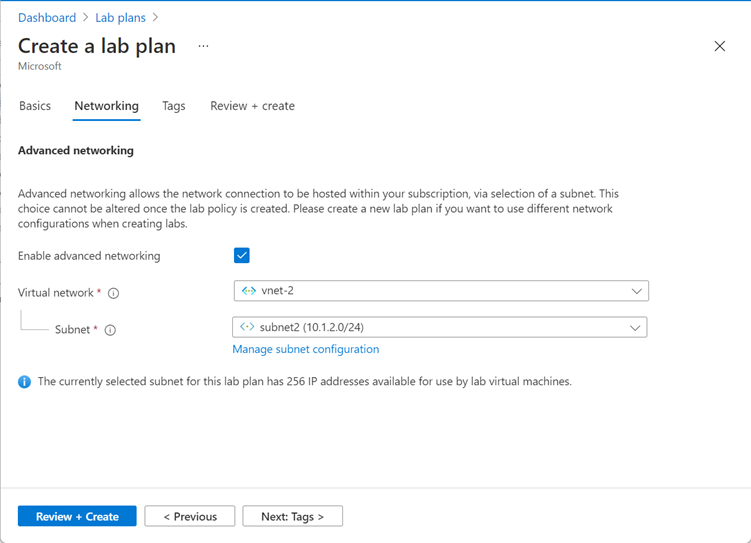 Dashboard > Lab plans >
Create a lab plan ...
Microsoft
Basics Networking Tags Review + create
Advanced networking
Advanced networking allows the network connection to be hosted within your subscription, via selection of a subnet. This
choice cannot be altered once the lab policy is created. Please create a new lab plan if you want to use different network
configurations when creating labs.
Enable advanced networking
Virtual network * vnet-2
Subnet * subnet2 (10.1.2.0/24)
Manage subnet configuration
The currently selected subnet for this lab plan has 256 IP addresses available for use by lab virtual machines.
Review + Create < Previous Next: Tags >